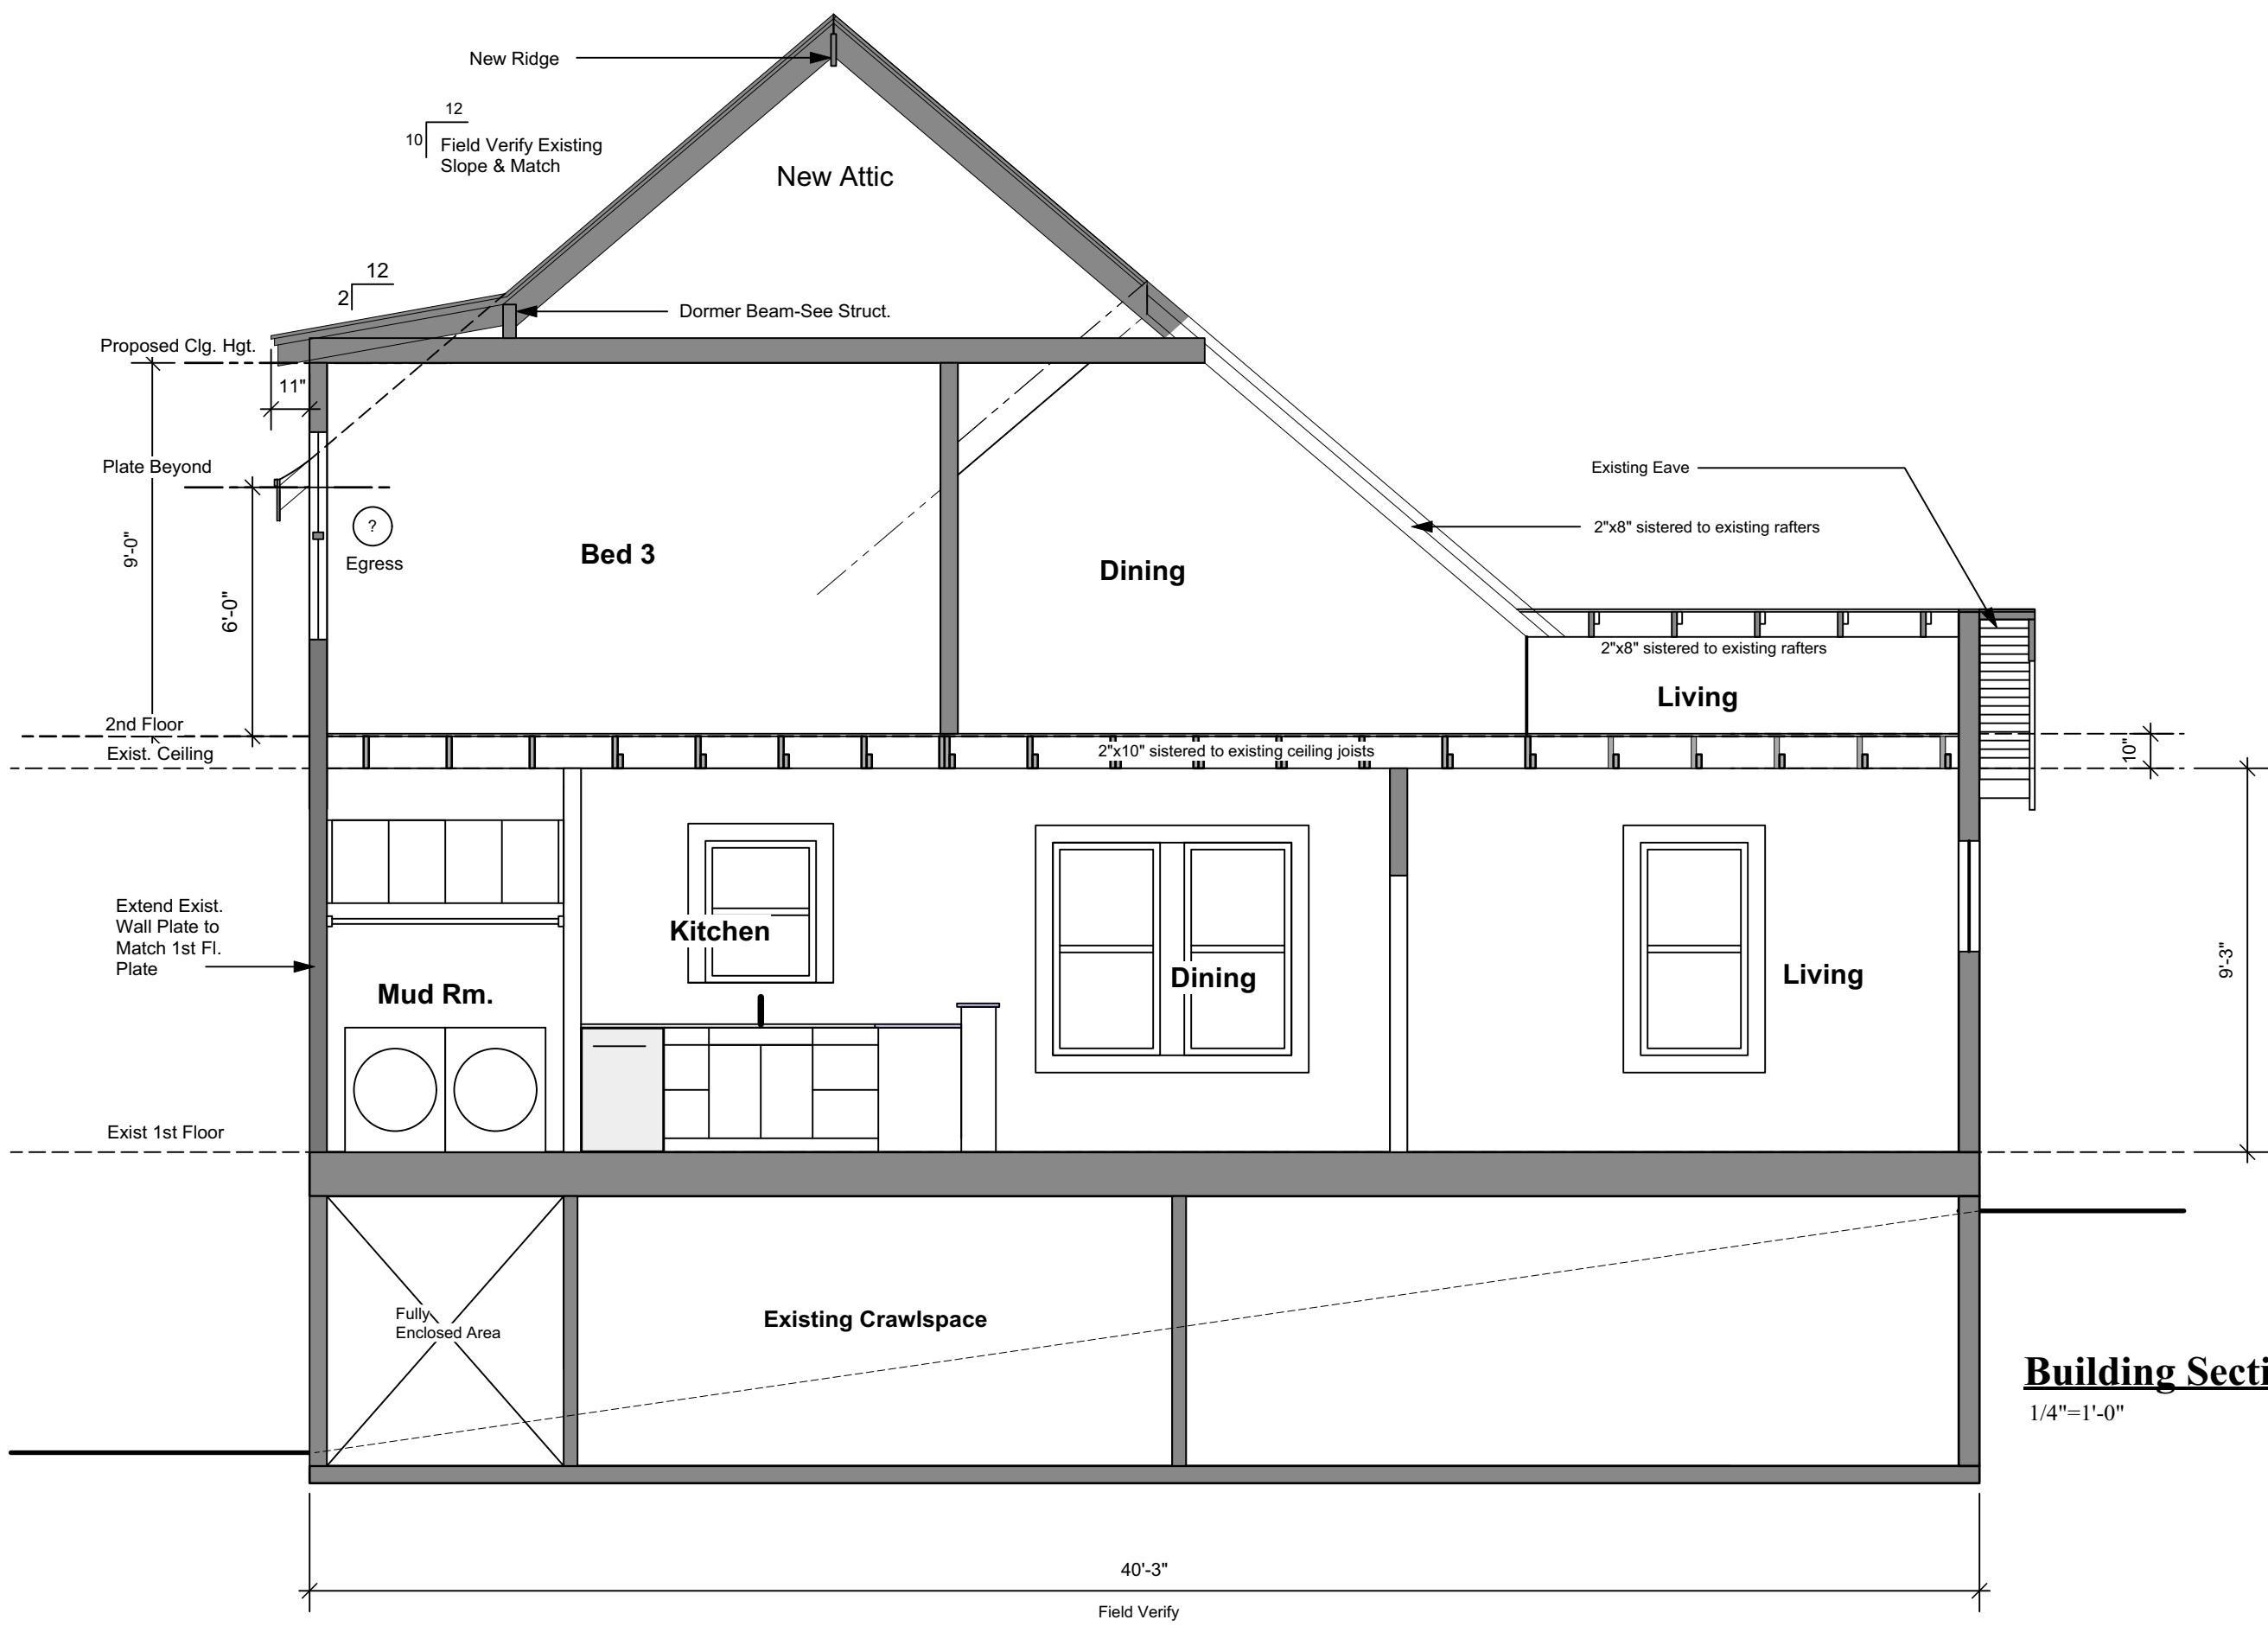 New Ridge
12
10
Field Verify Existing
Slope & Match
New Attic
12
2
Dormer Beam-See Struct.
Proposed Clg. Hgt.
11"
Plate Beyond
Existing Eave
?
Egress
9'-0"
6'-0"
Bed 3
Dining
2"x8" sistered to existing rafters
2"x8" sistered to existing rafters
Living
2nd Floor
Exist. Ceiling
2"x10" sistered to existing ceiling joists
10"
Extend Exist.
Wall Plate to
Match 1st Fl.
Plate
Kitchen
Mud Rm.
Dining
Living
9'-3"
Exist 1st Floor
Fully
Enclosed Area
Existing Crawlspace
Building Secti
1/4"=1'-0"
40'-3"
Field Verify